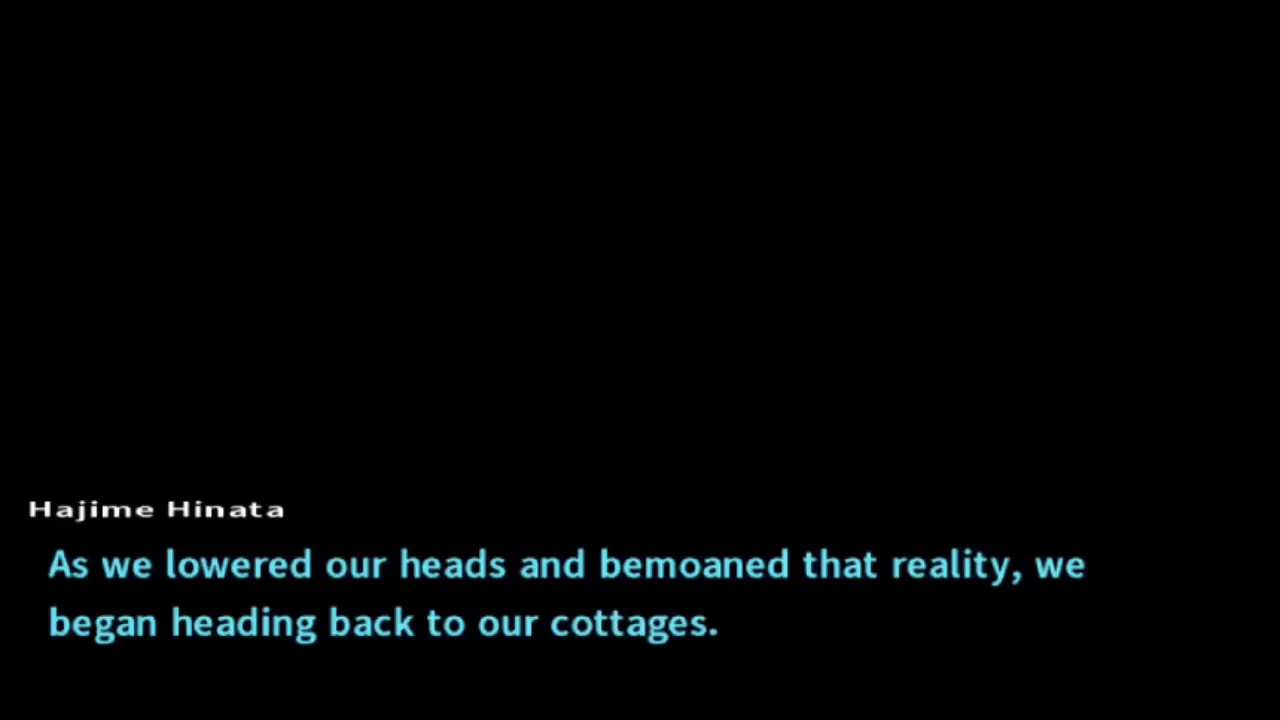 Hajime Hinata
As we lowered our heads and bemoaned that reality, we
began heading back to our cottages.